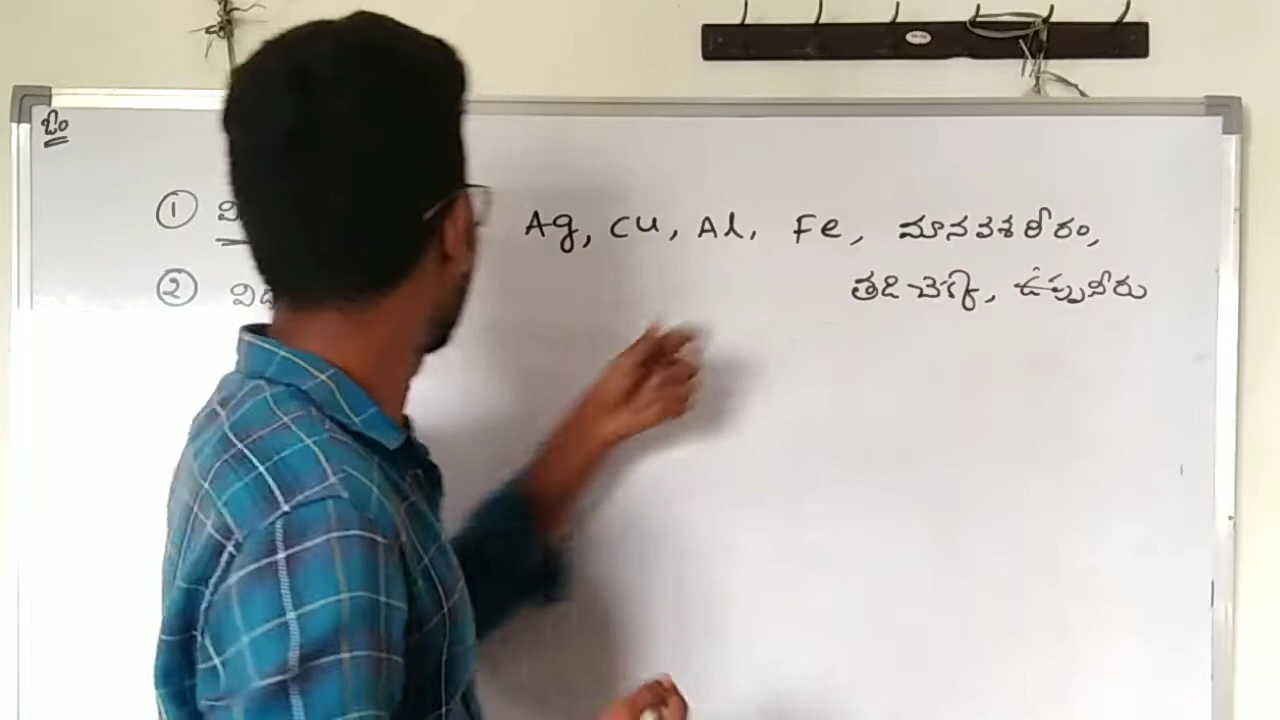 ఓం
① వి Ag, Cu, Al, Fe, మానవశరీరం,
② విద తడిచెక్క, ఉప్పునీరు